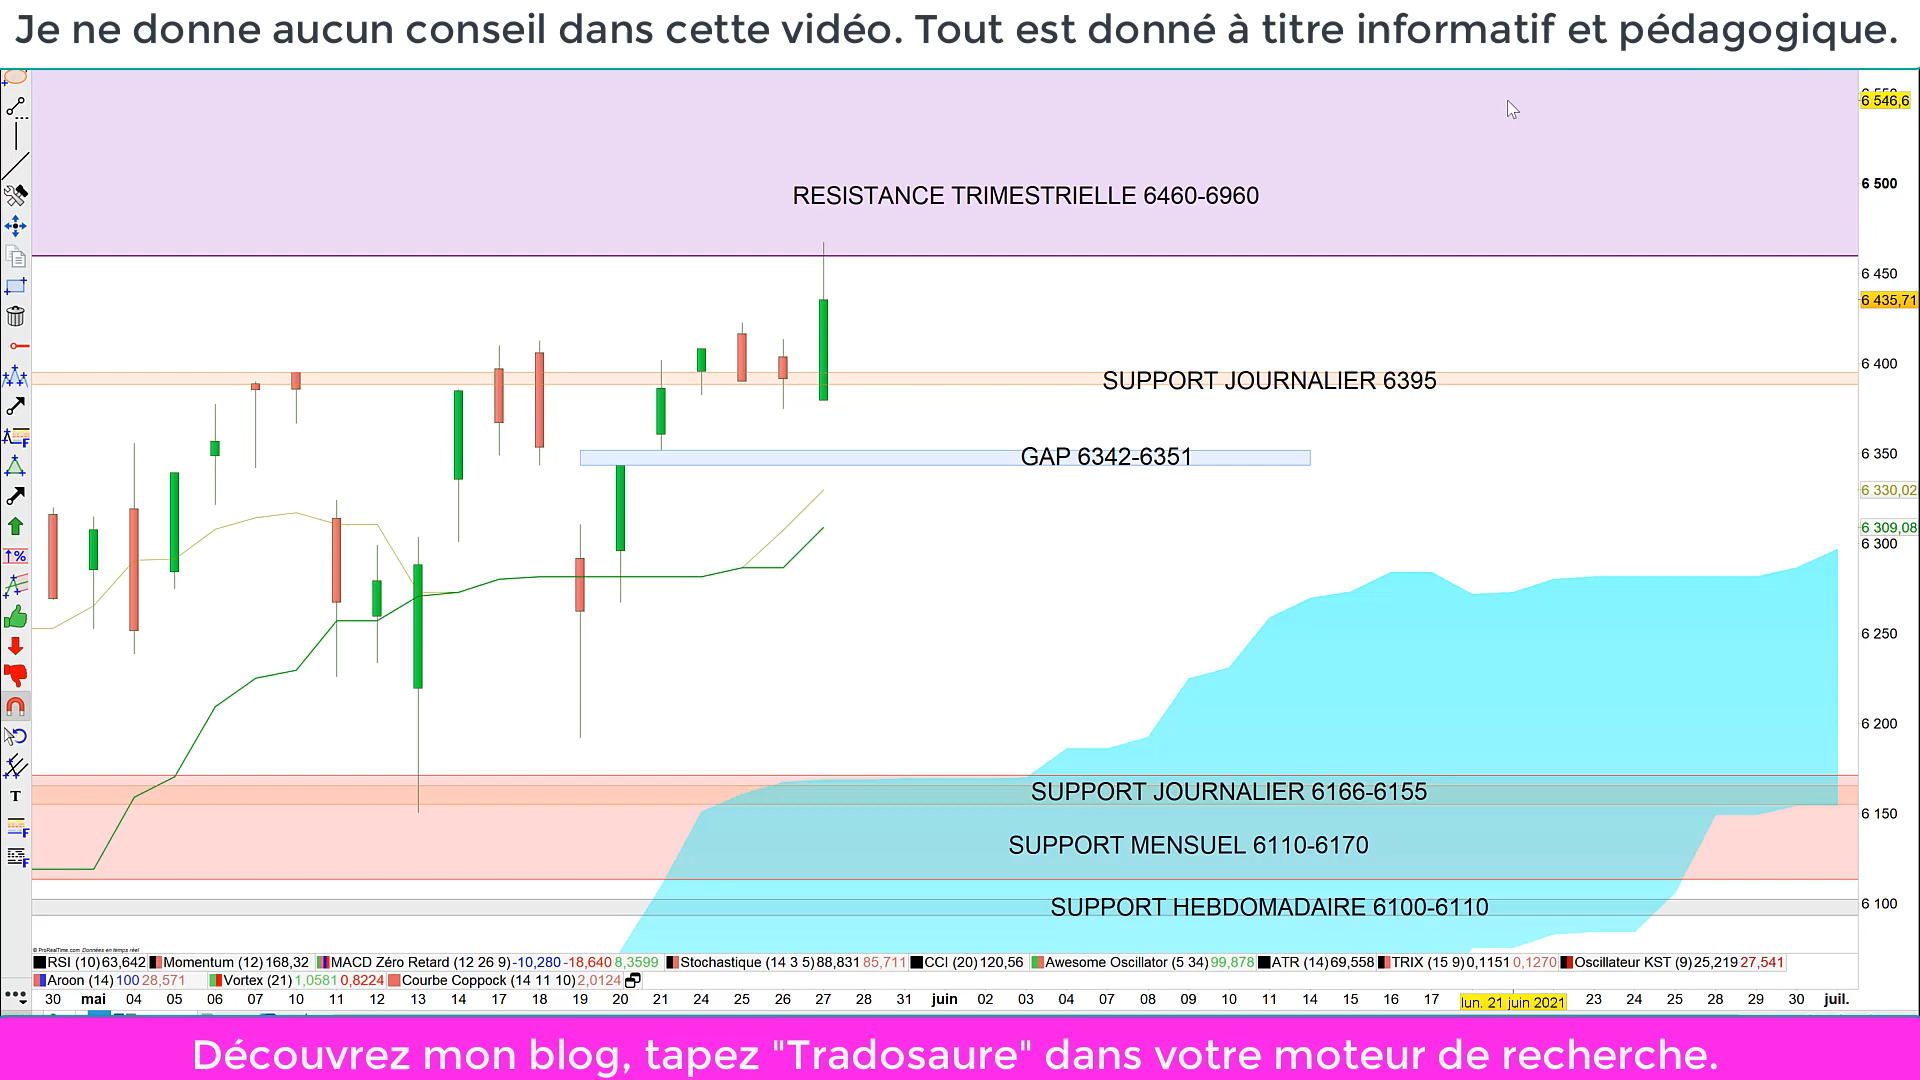 Je ne donne aucun conseil dans cette vidéo. Tout est donné à titre informatif et pédagogique.
6 546,6
RESISTANCE TRIMESTRIELLE 6460-6960
6 500
6 450
6 435,71
6 400
SUPPORT JOURNALIER 6395
GAP 6342-6351
6 350
6 330,02
6 309,08
6 300
6 250
6 200
SUPPORT JOURNALIER 6166-6155
6 150
SUPPORT MENSUEL 6110-6170
SUPPORT HEBDOMADAIRE 6100-6110
6 100
© ProRealTime.com Données en temps réel
RSI (10) 63,642 Momentum (12) 168,32 MACD Zéro Retard (12 26 9) -10,280 -18,640 8,3599 Stochastique (14 3 5) 88,831 85,711 CCI (20) 120,56 Awesome Oscillator (5 34) 99,878 ATR (14) 69,558 TRIX (15 9) 0,1151 0,1270 Oscillateur KST (9) 25,219 27,541
Aroon (14) 100 28,571 Vortex (21) 1,0581 0,8224 Courbe Coppock (14 11 10) 2,0124
30 mai 04 05 06 07 10 11 12 13 14 17 18 19 20 21 24 25 26 27 28 31 juin 02 03 04 07 08 09 10 11 14 15 16 17 lun. 21 juin 2021 23 24 25 28 29 30 juil.
Découvrez mon blog, tapez "Tradosaure" dans votre moteur de recherche.